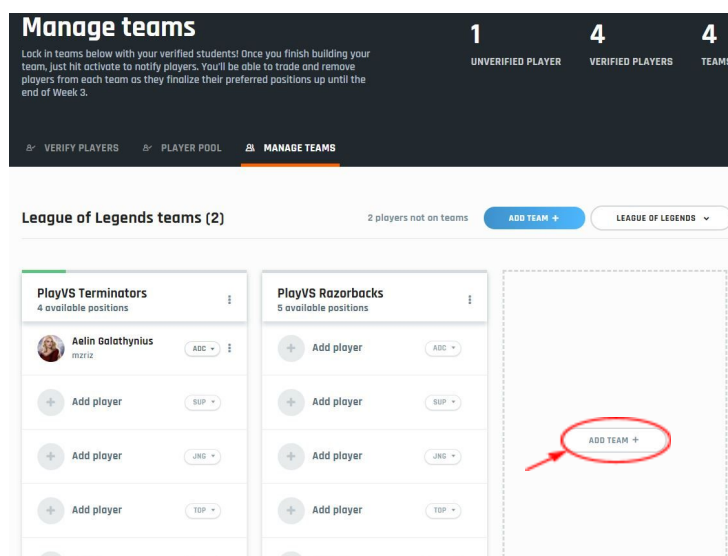 Manage teams
Lock in teams below with your verified students! Once you finish building your
team, just hit activate to notify players. You'll be able to trade and remove
players from each team as they finalize their preferred positions up until the
end of Week 3.
1
UNVERIFIED PLAYER
4
VERIFIED PLAYERS
4
TEAMS
VERIFY PLAYERS
PLAYER POOL
MANAGE TEAMS
League of Legends teams (2)
2 players not on teams
ADD TEAM +
LEAGUE OF LEGENDS
PlayVS Terminators
4 available positions
Aelin Galathynius
mzriz
ADC
Add player
SUP
Add player
JNG
Add player
TOP
PlayVS Razorbacks
5 available positions
Add player
ADC
Add player
SUP
Add player
JNG
Add player
TOP
ADD TEAM +